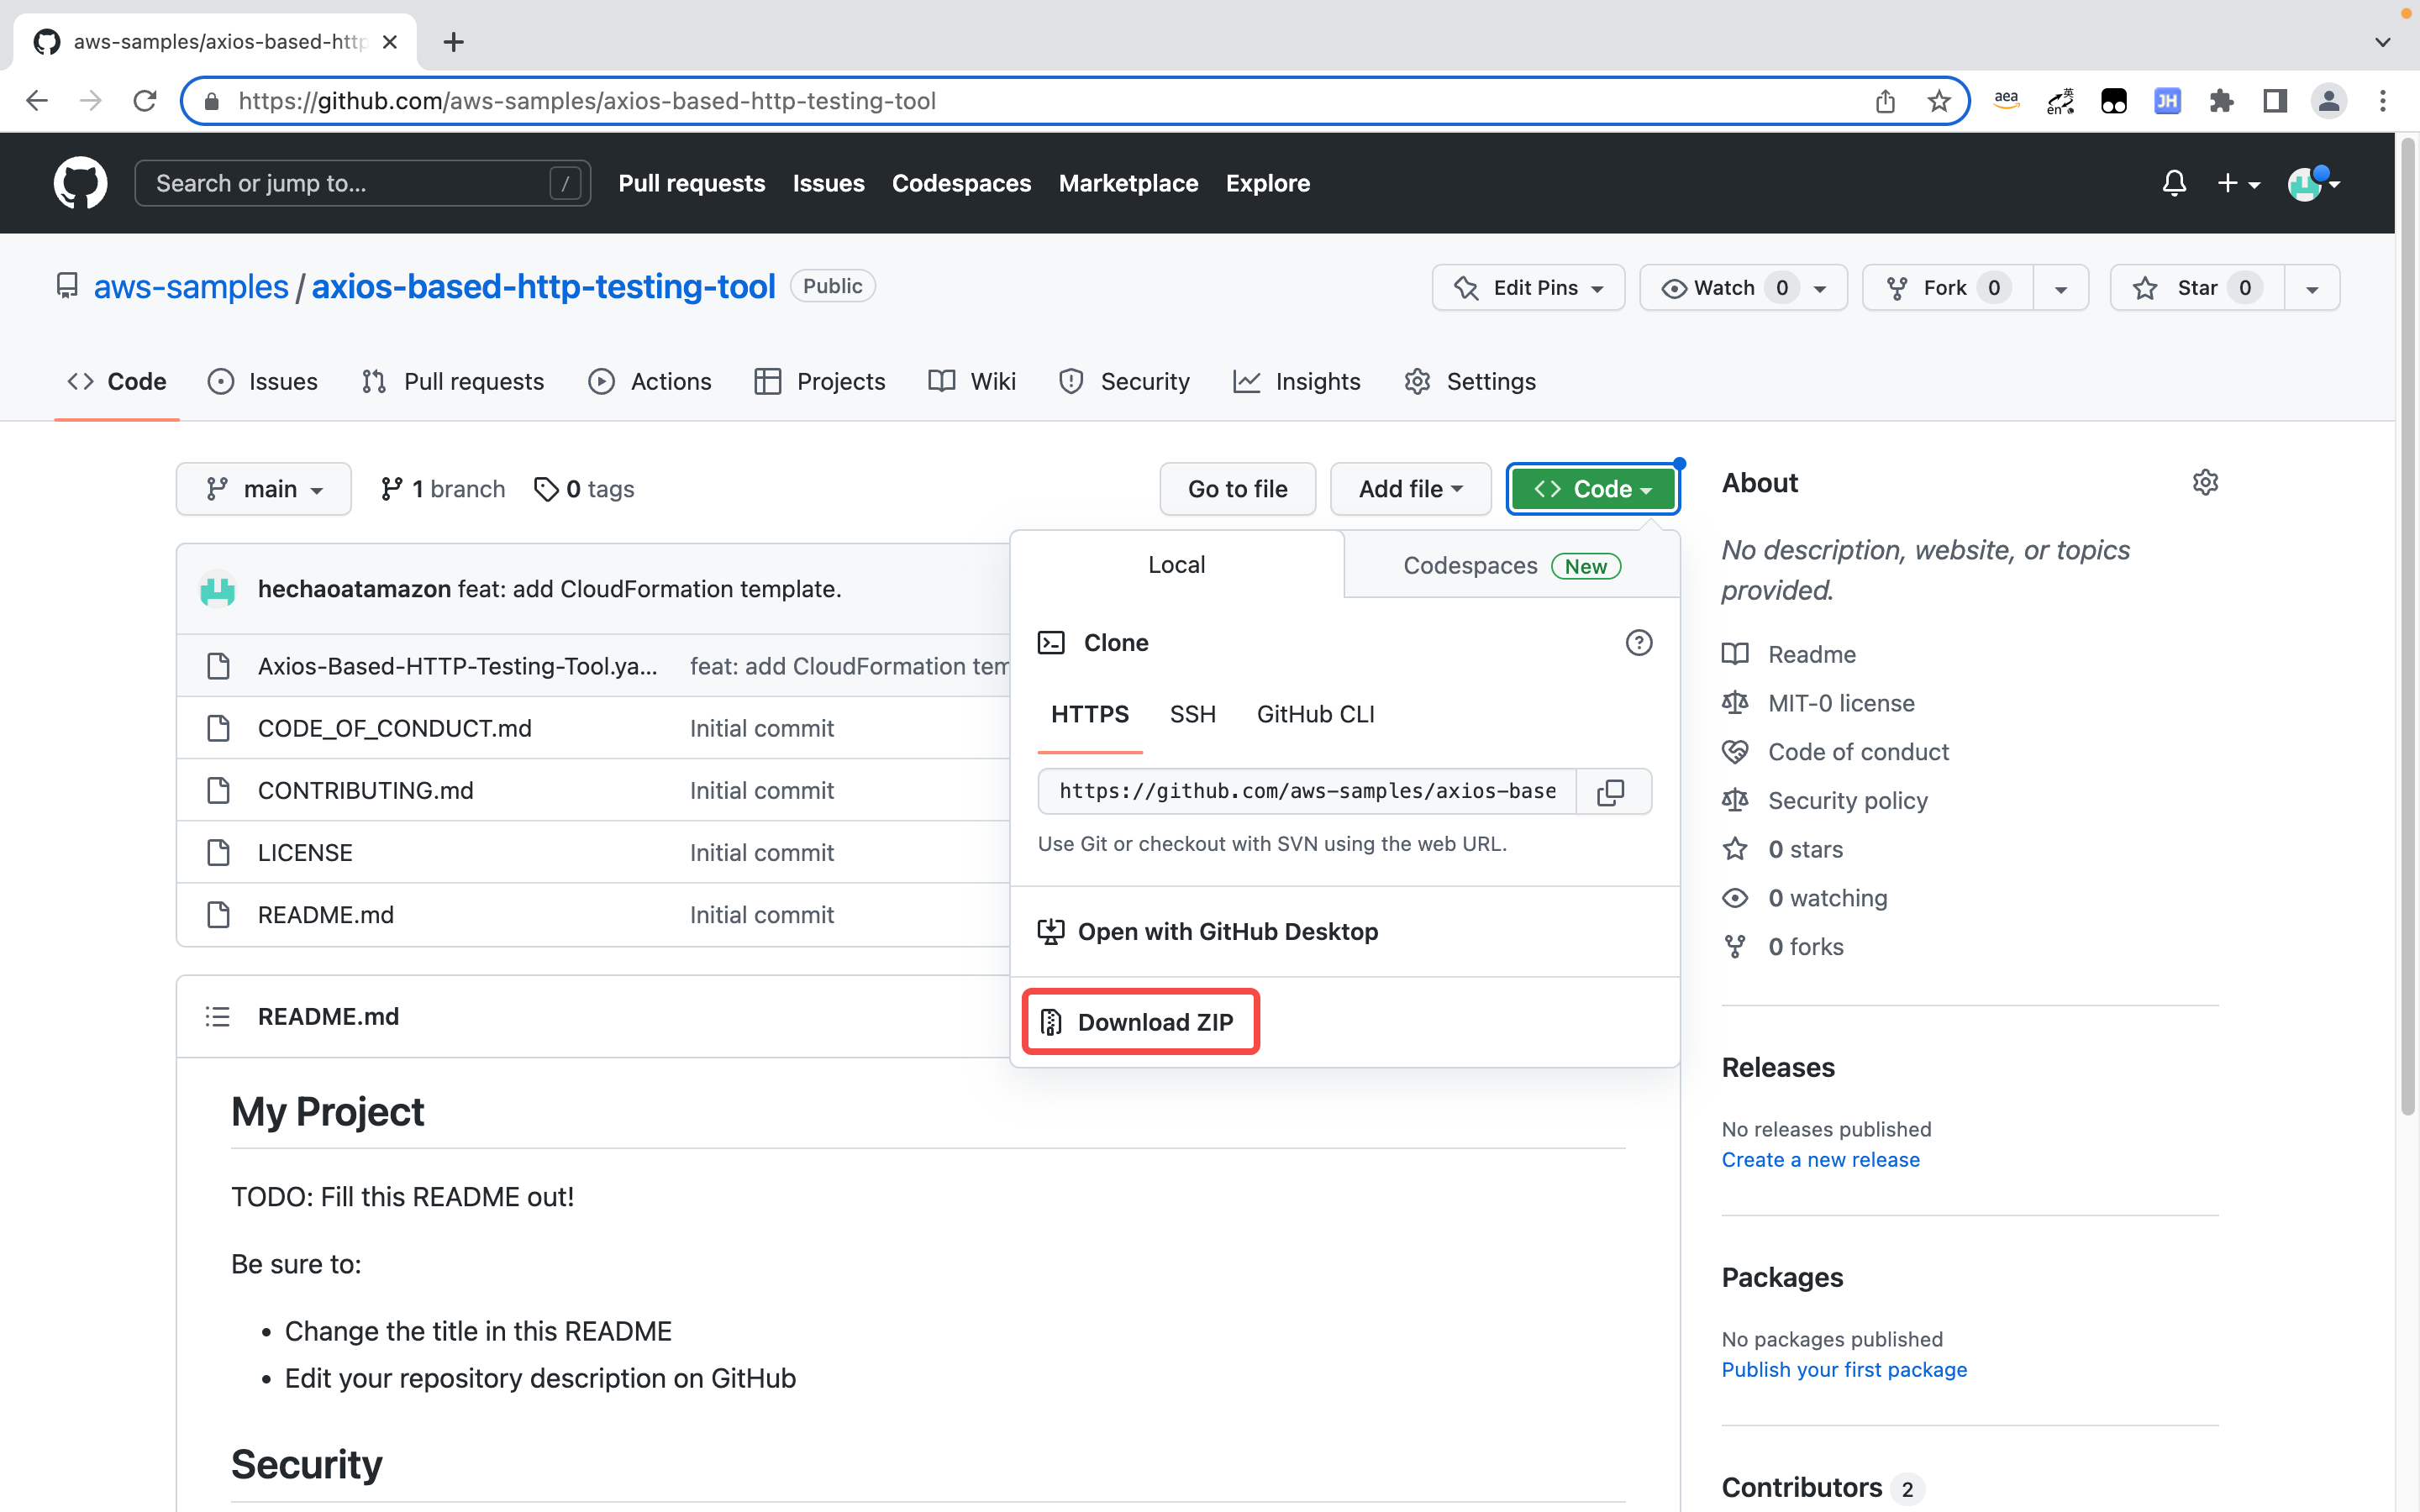 aws-samples/axios-based-http
https://github.com/aws-samples/axios-based-http-testing-tool
aea
英
en
JH
Search or jump to...
/
Pull requests
Issues
Codespaces
Marketplace
Explore
aws-samples / axios-based-http-testing-tool
Public
Edit Pins
Watch 0
Fork 0
Star 0
Code
Issues
Pull requests
Actions
Projects
Wiki
Security
Insights
Settings
main
1 branch
0 tags
Go to file
Add file
Code
hechaoatamazon feat: add CloudFormation template.
Axios-Based-HTTP-Testing-Tool.ya...
feat: add CloudFormation tem
CODE_OF_CONDUCT.md
Initial commit
CONTRIBUTING.md
Initial commit
LICENSE
Initial commit
README.md
Initial commit
Local
Codespaces New
Clone
HTTPS
SSH
GitHub CLI
https://github.com/aws-samples/axios-base
Use Git or checkout with SVN using the web URL.
Open with GitHub Desktop
Download ZIP
README.md
My Project
TODO: Fill this README out!
Be sure to:
• Change the title in this README
• Edit your repository description on GitHub
Security
About
No description, website, or topics
provided.
Readme
MIT-0 license
Code of conduct
Security policy
0 stars
0 watching
0 forks
Releases
No releases published
Create a new release
Packages
No packages published
Publish your first package
Contributors 2